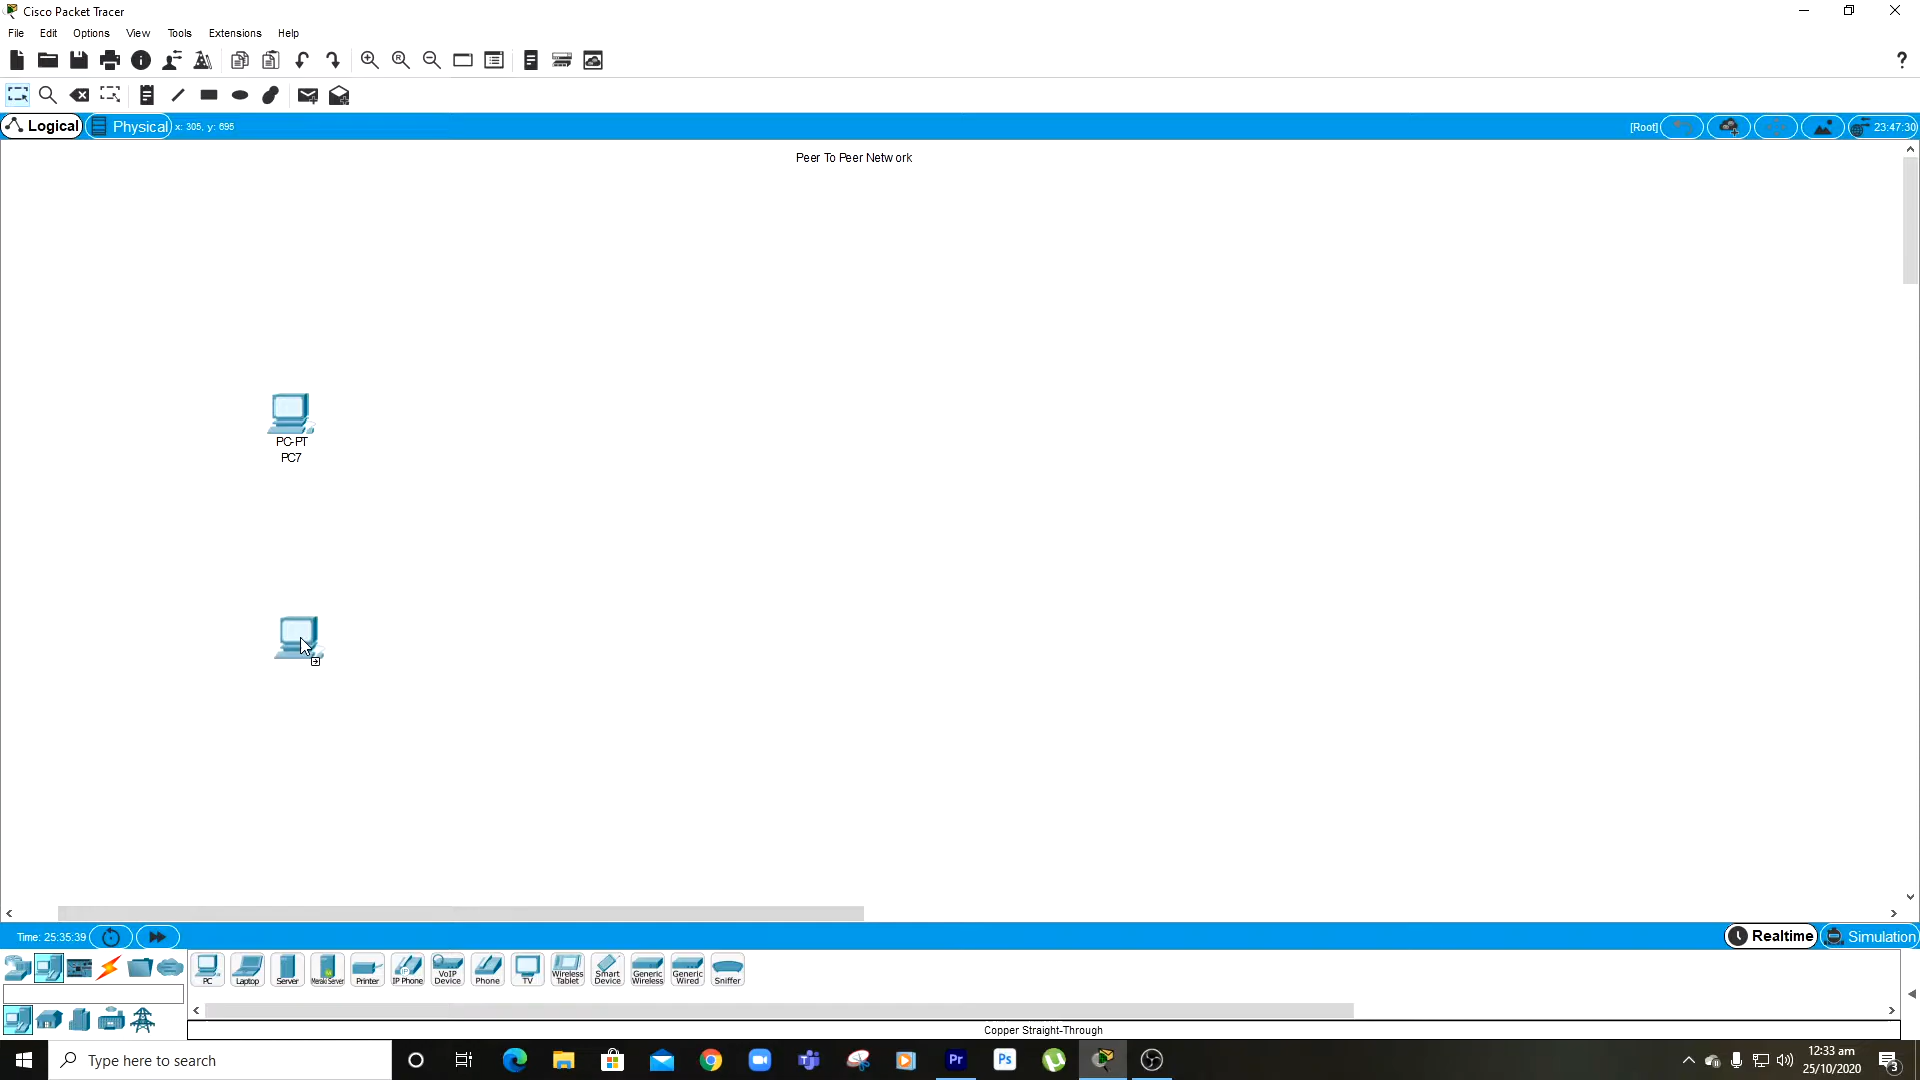 Cisco Packet Tracer
File Edit Options View Tools Extensions Help
Logical Physical x: 305, y: 695 [Root] 23:47:30
Peer To Peer Network
PC-PT
PC7
Time: 25:35:39 Realtime Simulation
PC Laptop Server Meraki Server Printer IP Phone VoIP Device Phone TV Wireless Tablet Smart Device Generic Wireless Generic Wired Sniffer
Copper Straight-Through
Type here to search
12:33 am
25/10/2020
3